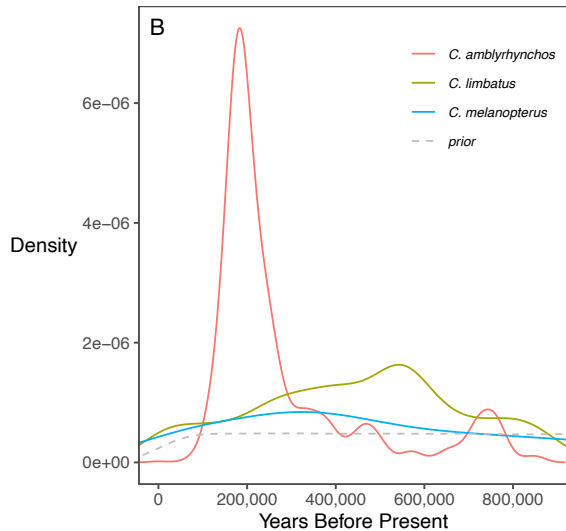 B
C. amblyrhynchos
C. limbatus
C. melanopterus
prior
6e−06
4e−06
Density
2e−06
0e+00
0 200,000 400,000 600,000 800,000
Years Before Present